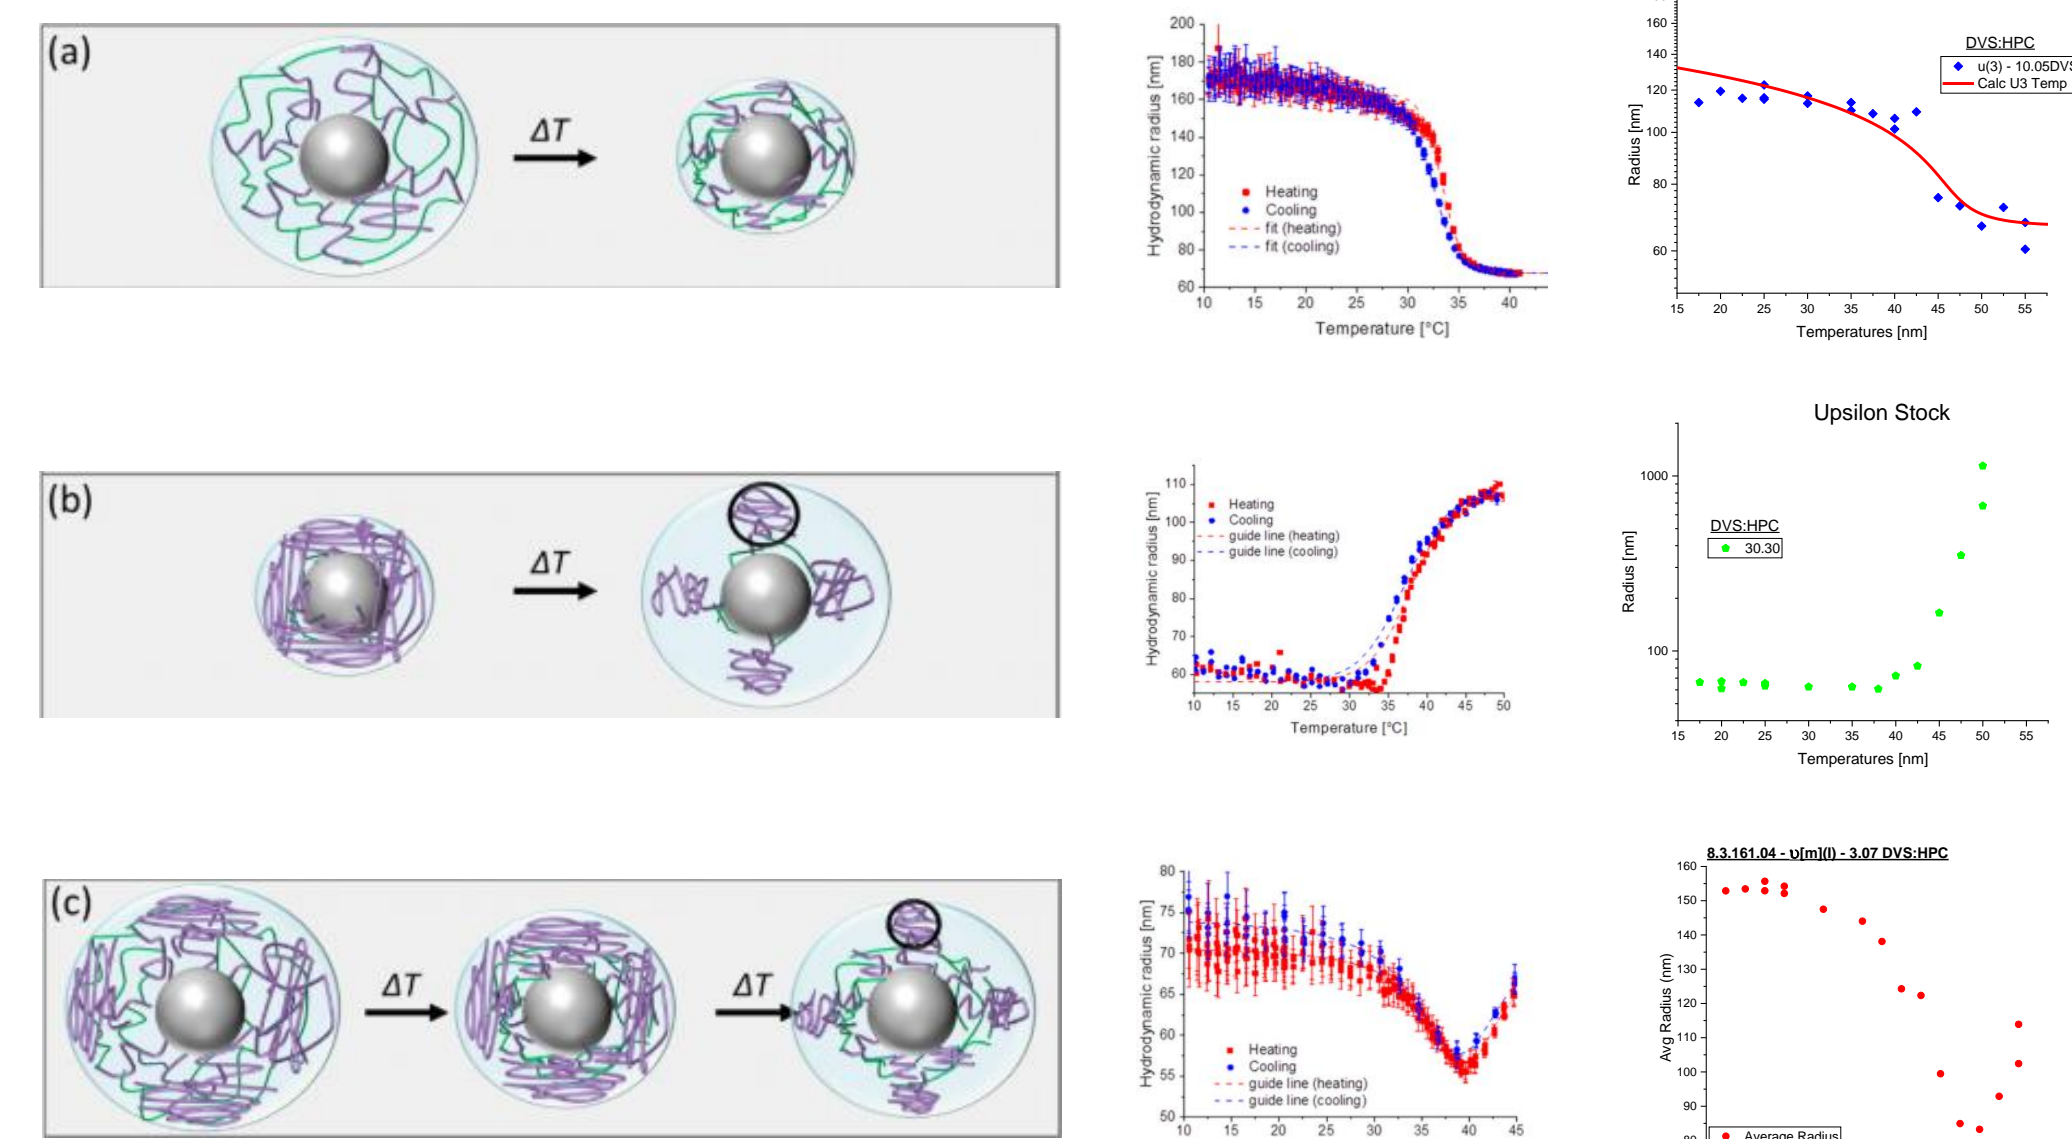 (a)
ΔT
200
180
160
140
120
100
80
60
Hydrodynamic radius [nm]
Heating
Cooling
fit (heating)
fit (cooling)
10 15 20 25 30 35 40
Temperature [°C]
160
140
120
100
80
60
Radius [nm]
DVS:HPC
u(3) - 10.05DVS
Calc U3 Temp
15 20 25 30 35 40 45 50 55
Temperatures [nm]
(b)
ΔT
110
100
90
80
70
60
Hydrodynamic radius [nm]
Heating
Cooling
guide line (heating)
guide line (cooling)
10 15 20 25 30 35 40 45 50
Temperature [°C]
Upsilon Stock
1000
100
Radius [nm]
DVS:HPC
30.30
15 20 25 30 35 40 45 50 55
Temperatures [nm]
(c)
ΔT
ΔT
80
75
70
65
60
55
50
Hydrodynamic radius [nm]
Heating
Cooling
guide line (heating)
guide line (cooling)
10 15 20 25 30 35 40 45
8.3.161.04 - υ[m](I) - 3.07 DVS:HPC
160
150
140
130
120
110
100
90
80
Avg Radius (nm)
Average Radius